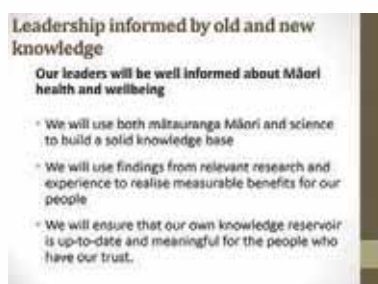 Leadership informed by old and new
knowledge
Our leaders will be well informed about Māori
health and wellbeing
We will use both mātauranga Māori and science
to build a solid knowledge base
We will use findings from relevant research and
experience to realise measurable benefits for our
people
We will ensure that our own knowledge reservoir
is up-to-date and meaningful for the people who
have our trust.